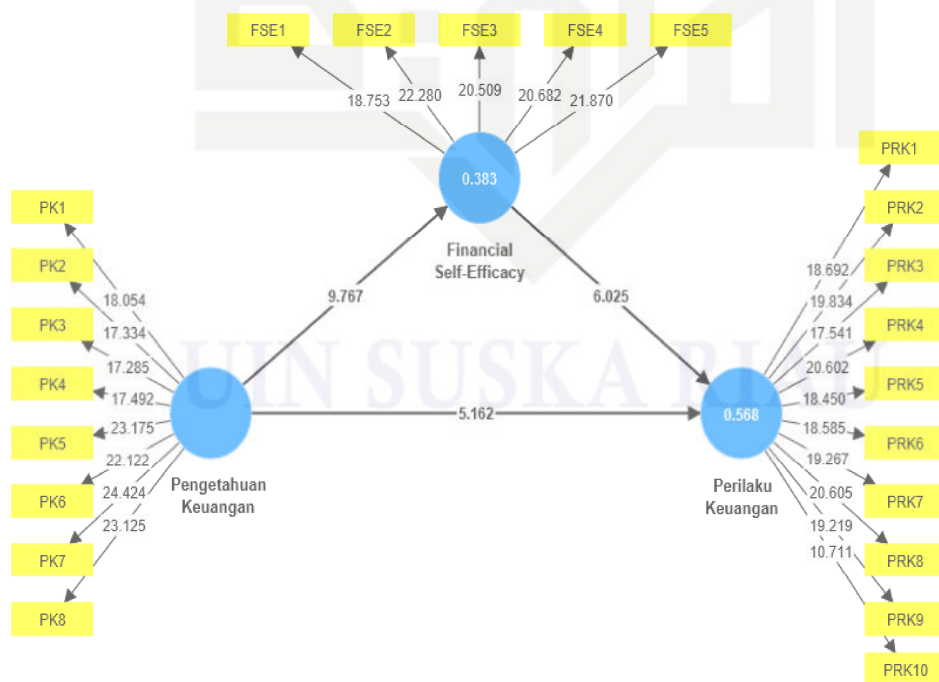 FSE1 FSE2 FSE3 FSE4 FSE5
18.753 22.280 20.509 20.682 21.870
0.383
Financial
Self-Efficacy
PK1
PK2
PK3
PK4
PK5
PK6
PK7
PK8
18.054
17.334
17.285
17.492
23.175
22.122
24.424
23.125
Pengetahuan
Keuangan
9.767
6.025
5.162
UIN SUSKA RIAU
0.568
Perilaku
Keuangan
18.692
19.834
17.541
20.602
18.450
18.585
19.267
20.605
19.219
10.711
PRK1
PRK2
PRK3
PRK4
PRK5
PRK6
PRK7
PRK8
PRK9
PRK10